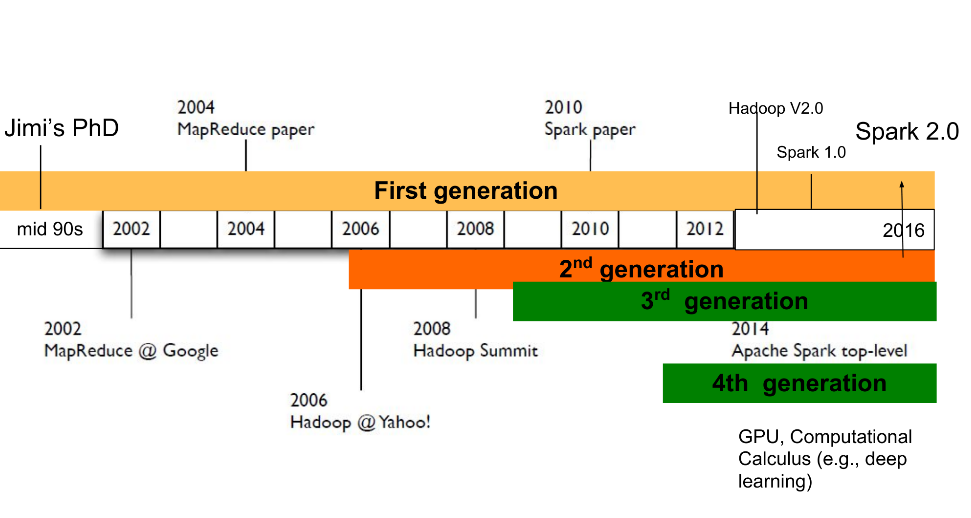 2004
MapReduce paper
2010
Spark paper
Hadoop V2.0
Jimi's PhD
Spark 2.0
Spark 1.0
First generation
mid 90s
2002
2004
2006
2008
2010
2012
2016
2nd generation
3rd generation
2002
MapReduce @ Google
2008
Hadoop Summit
2014
Apache Spark top-level
4th generation
2006
Hadoop @ Yahoo!
GPU, Computational
Calculus (e.g., deep
learning)